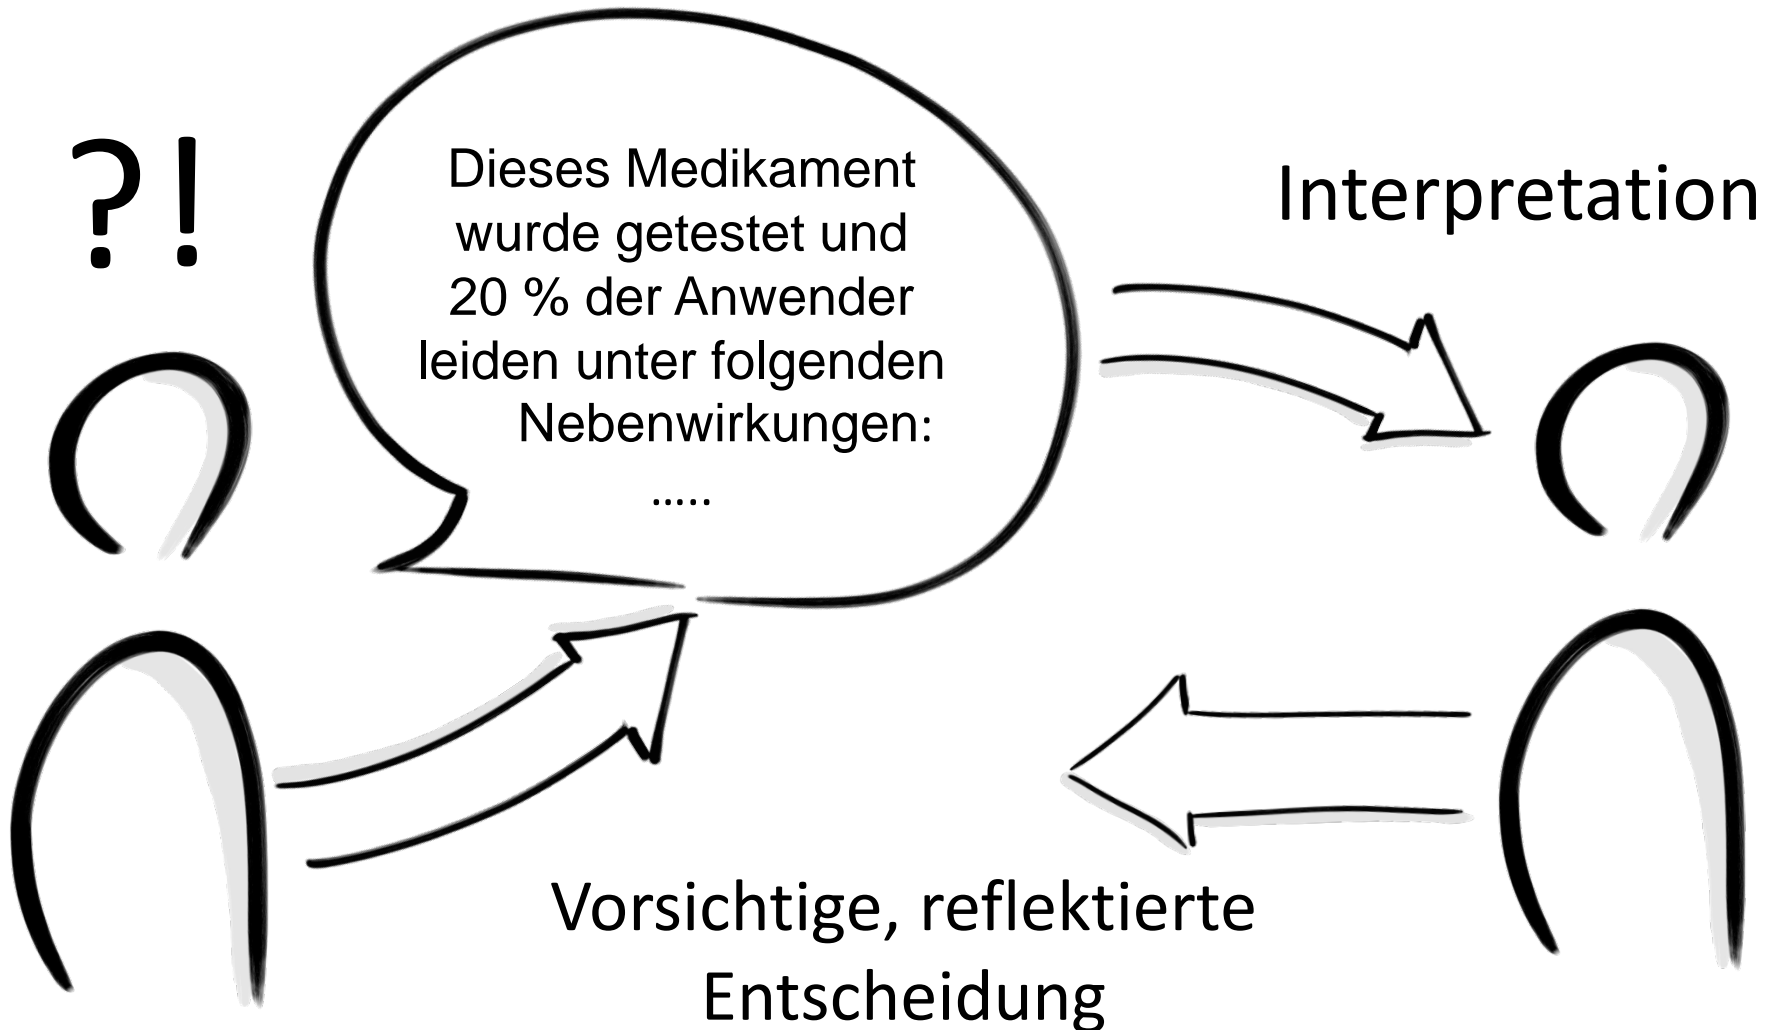 ?!
Dieses Medikament
wurde getestet und
20 % der Anwender
leiden unter folgenden
Nebenwirkungen:
.....
Interpretation
Vorsichtige, reflektierte
Entscheidung